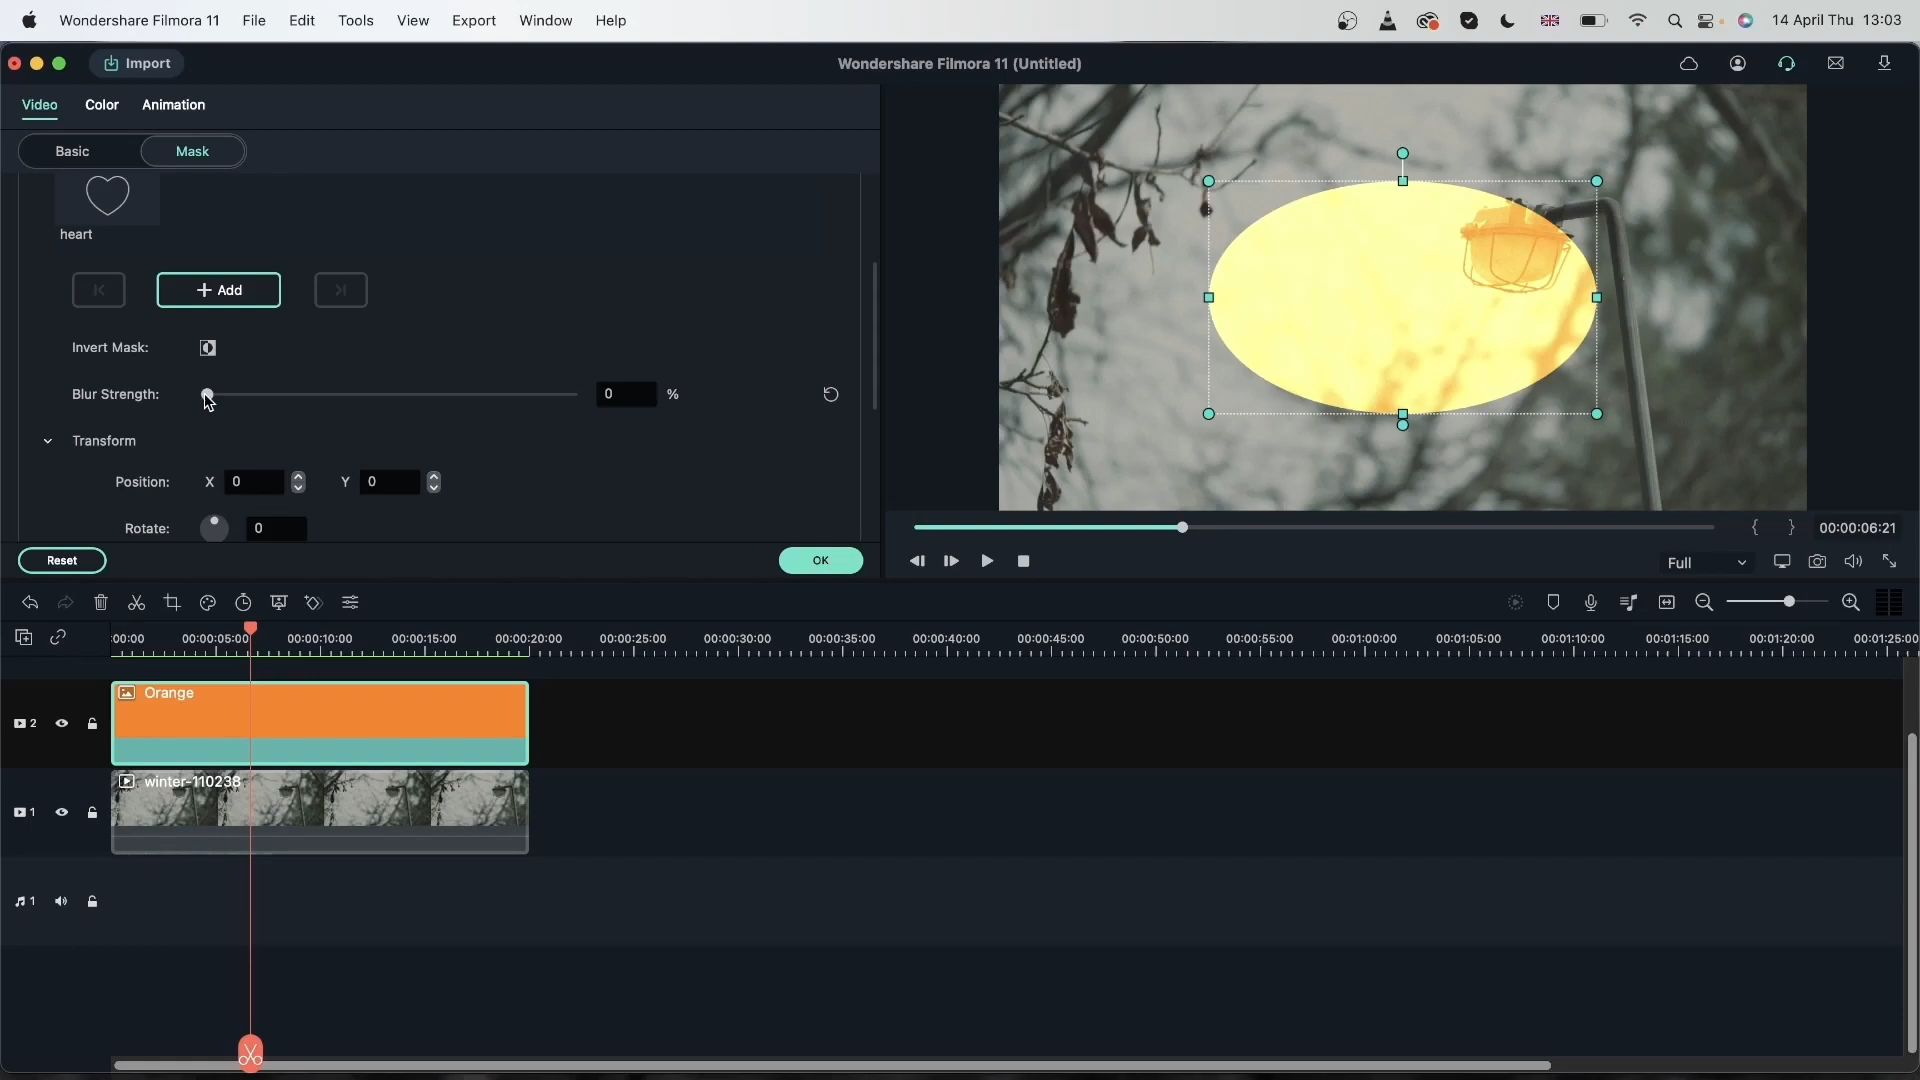 Wondershare Filmora 11 File Edit Tools View Export Window Help 14 April Thu 13:03
Import Wondershare Filmora 11 (Untitled)
Video Color Animation
Basic Mask
heart
Add
Invert Mask:
Blur Strength: 0 %
Transform
Position: X 0 Y 0
Rotate: 0
Reset OK
{ } 00:00:06:21
Full
:00:00 00:00:05:00 00:00:10:00 00:00:15:00 00:00:20:00 00:00:25:00 00:00:30:00 00:00:35:00 00:00:40:00 00:00:45:00 00:00:50:00 00:00:55:00 00:01:00:00 00:01:05:00 00:01:10:00 00:01:15:00 00:01:20:00 00:01:25:00
Orange
2
winter-110238
1
1